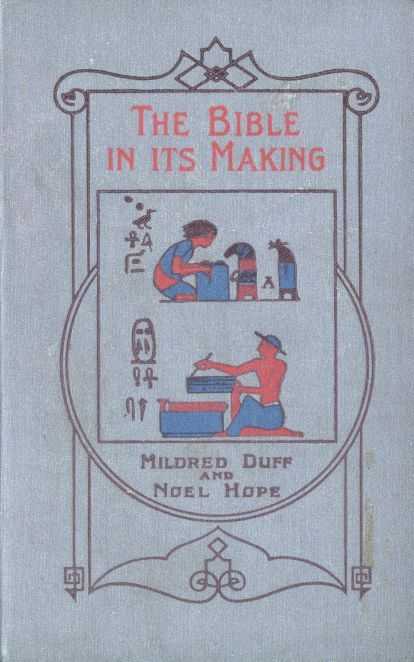 THE BIBLE
IN ITS MAKING
MILDRED DUFF
AND
NOEL HOPE